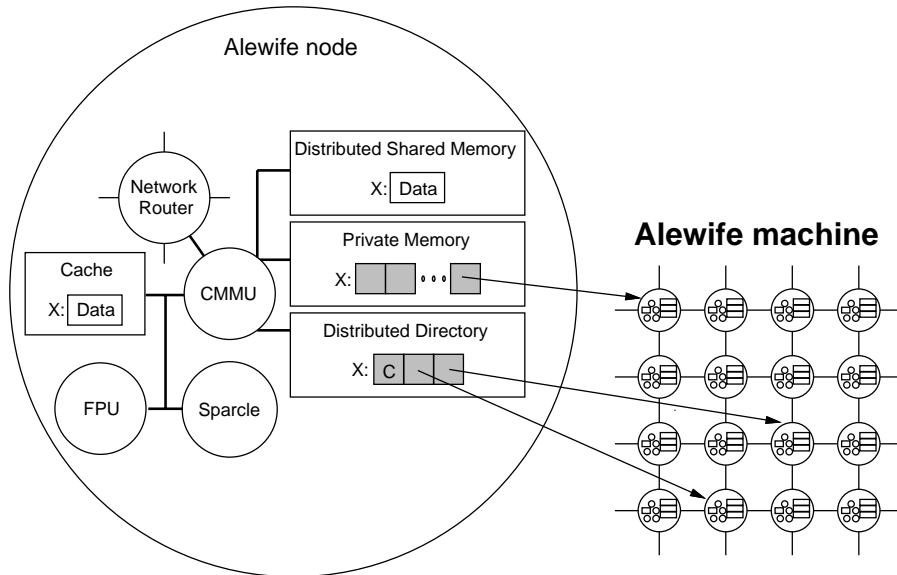 Alewife node
Distributed Shared Memory
X: Data
Network
Router
Private Memory
X:
Alewife machine
Cache
X: Data
CMMU
Distributed Directory
X: C
FPU
Sparcle